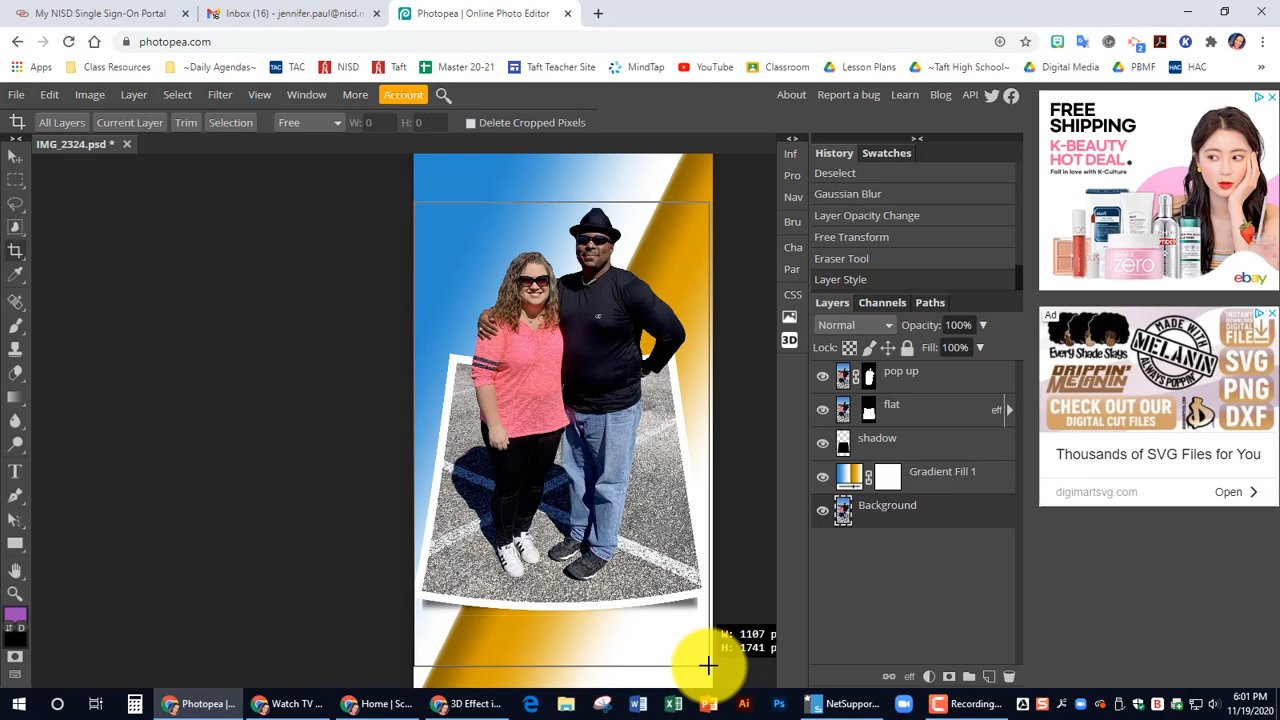 My NISD Single Sign-On Portal
Inbox (16) - jennifer.paul@nisd.n
Photopea | Online Photo Editor
photopea.com
2
Apps
Class Resources
~Daily Agendas~
TAC
TAC
NISD
Taft
Master 20-21
Taft Teacher Site
MindTap
YouTube
Classroom
Lesson Plans
~Taft High School~
Digital Media
PBMF
HAC
HAC
»
File
Edit
Image
Layer
Select
Filter
View
Window
More
Account
About
Report a bug
Learn
Blog
API
All Layers
Current Layer
Trim
Selection
Free
W: 0
H: 0
Delete Cropped Pixels
IMG_2324.psd *
Inf
Pro
Nav
Bru
Cha
Par
CSS
3D
History
Swatches
Deselect
Gaussian Blur
Layer Opacity Change
Free Transform
Eraser Tool
Layer Style
Layers
Channels
Paths
Normal
Opacity: 100%
Lock:
Fill: 100%
pop up
flat
eff
shadow
Gradient Fill 1
Background
eff
W: 1107 p
H: 1741 p
FREE
SHIPPING
K-BEAUTY
HOT DEAL.
Fall in love with K-Culture
zero
ebay
Ad
EVERY SHADE SLAYS
MADE WITH
MELANIN
ALWAYS POPPIN'
DRIPPIN'
MELANIN
INSTANT
DOWNLOAD
DIGITAL
FILE
SVG
PNG
DXF
CHECK OUT OUR
DIGITAL CUT FILES
Thousands of SVG Files for You
digimartsvg.com
Open
Photopea |...
Watch TV ...
Home | Sc...
3D Effect i...
NetSuppor...
Recording...
6:01 PM
11/19/2020